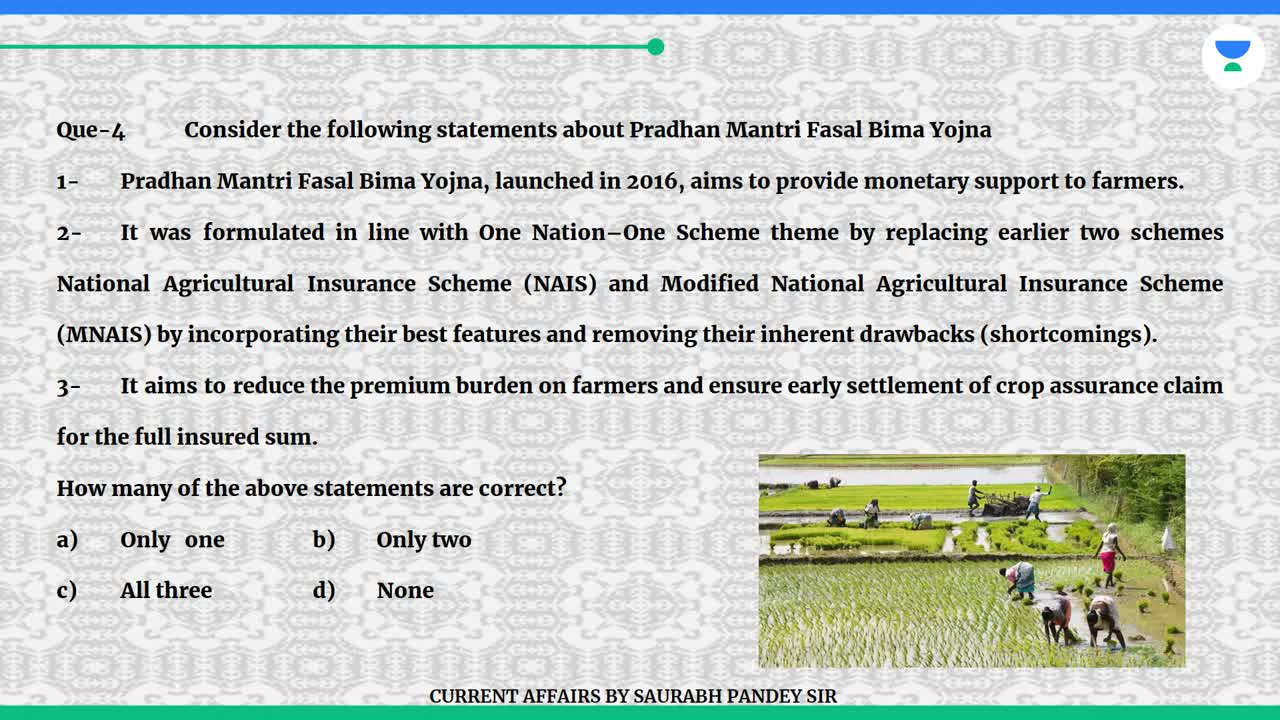 Que-4 Consider the following statements about Pradhan Mantri Fasal Bima Yojna
1- Pradhan Mantri Fasal Bima Yojna, launched in 2016, aims to provide monetary support to farmers.
2- It was formulated in line with One Nation–One Scheme theme by replacing earlier two schemes
National Agricultural Insurance Scheme (NAIS) and Modified National Agricultural Insurance Scheme
(MNAIS) by incorporating their best features and removing their inherent drawbacks (shortcomings).
3- It aims to reduce the premium burden on farmers and ensure early settlement of crop assurance claim
for the full insured sum.
How many of the above statements are correct?
a) Only one b) Only two
c) All three d) None
CURRENT AFFAIRS BY SAURABH PANDEY SIR